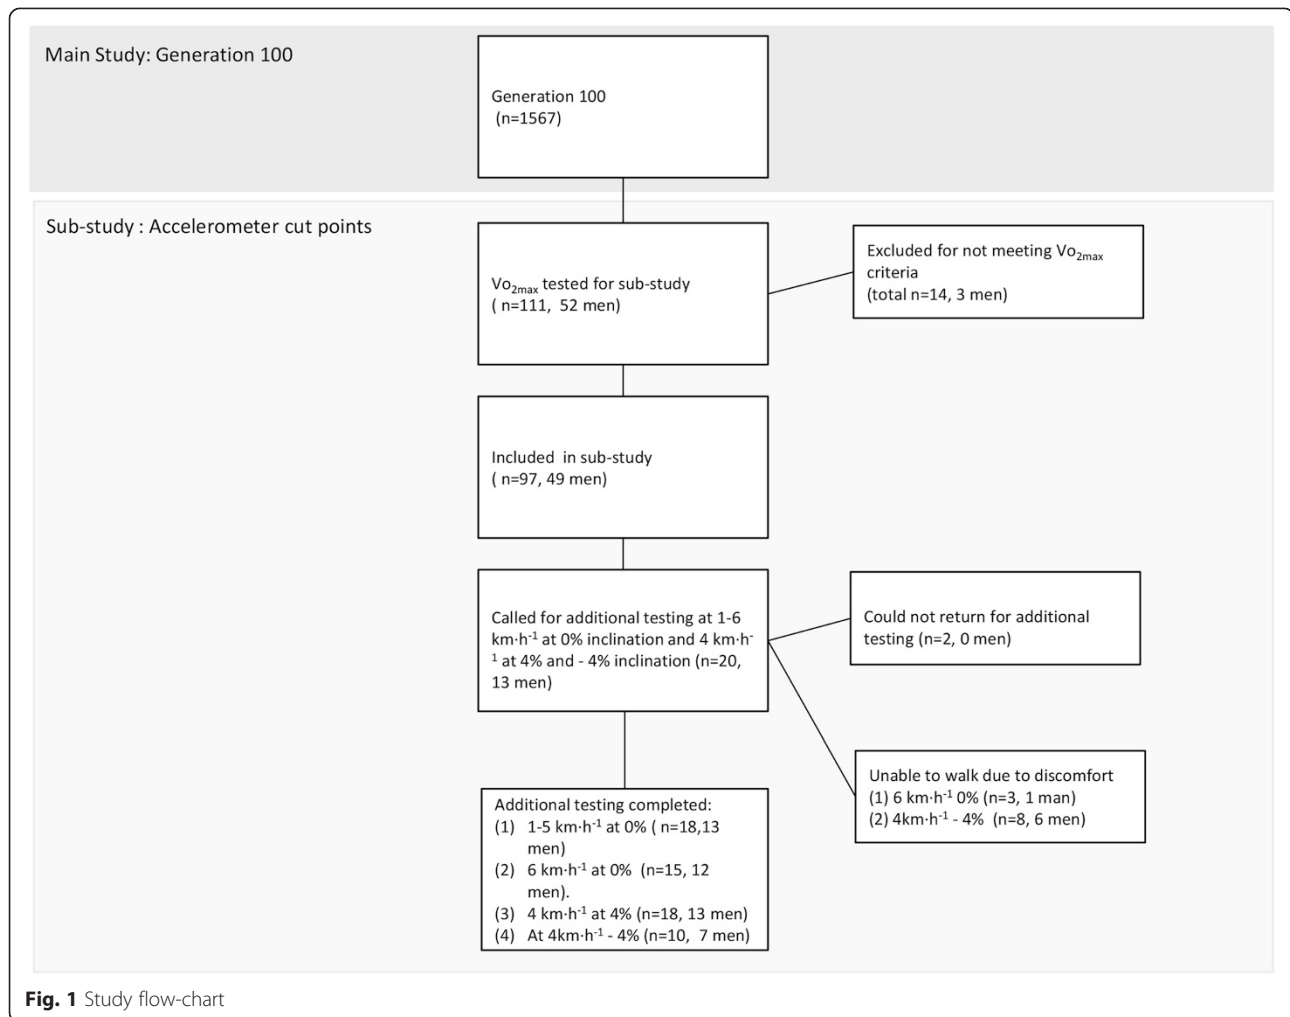 Main Study: Generation 100
Generation 100
(n=1567)
Sub-study : Accelerometer cut points
Vo2max tested for sub-study
( n=111, 52 men)
Excluded for not meeting Vo2max
criteria
(total n=14, 3 men)
Included in sub-study
( n=97, 49 men)
Called for additional testing at 1-6
km·h-1 at 0% inclination and 4 km·h-
1 at 4% and - 4% inclination (n=20,
13 men)
Could not return for additional
testing (n=2, 0 men)
Unable to walk due to discomfort
(1) 6 km·h-1 0% (n=3, 1 man)
(2) 4km·h-1 - 4% (n=8, 6 men)
Additional testing completed:
(1) 1-5 km·h-1 at 0% ( n=18,13
men)
(2) 6 km·h-1 at 0% (n=15, 12
men).
(3) 4 km·h-1 at 4% (n=18, 13 men)
(4) At 4km·h-1 - 4% (n=10, 7 men)
Fig. 1 Study flow-chart